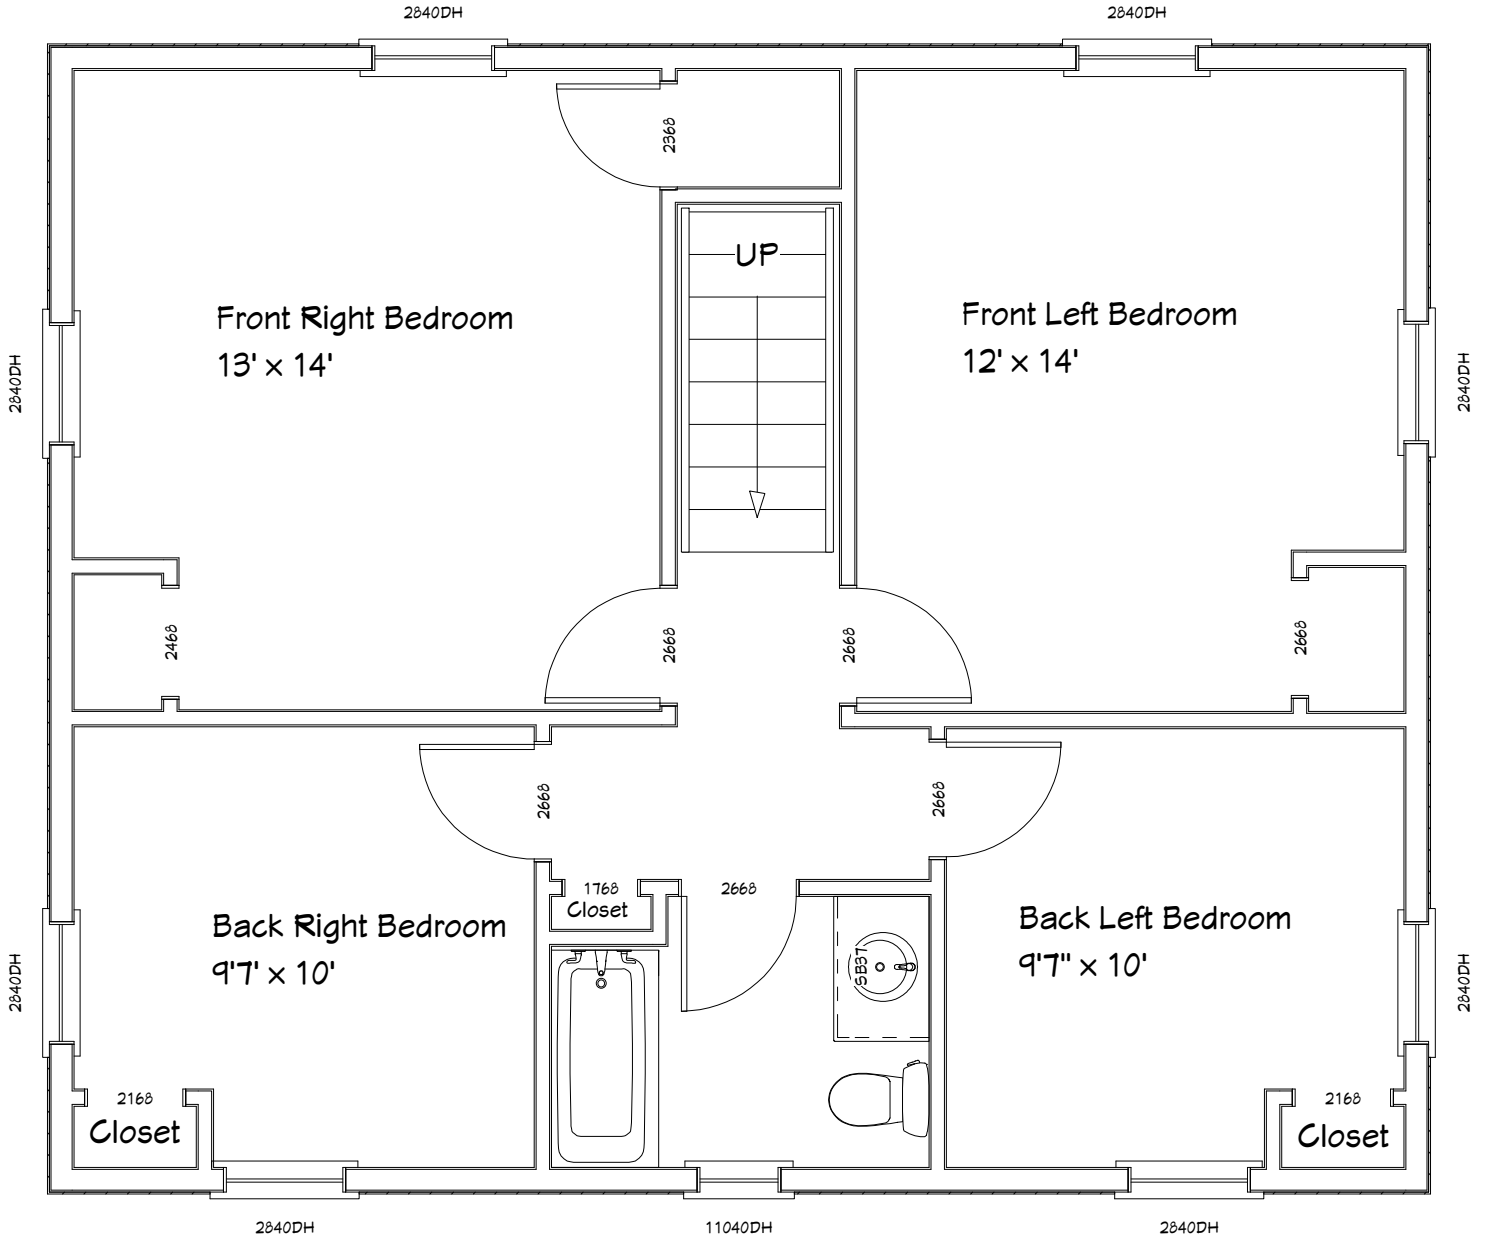 2840DH
2840DH
2368
UP
Front Right Bedroom
13' x 14'
Front Left Bedroom
12' x 14'
2840DH
2840DH
2468
2668
2668
2668
2668
2668
1768
Closet
2668
Back Right Bedroom
9'7' x 10'
Back Left Bedroom
9'7" x 10'
SB37
2840DH
2840DH
2168
Closet
2168
Closet
2840DH
11040DH
2840DH